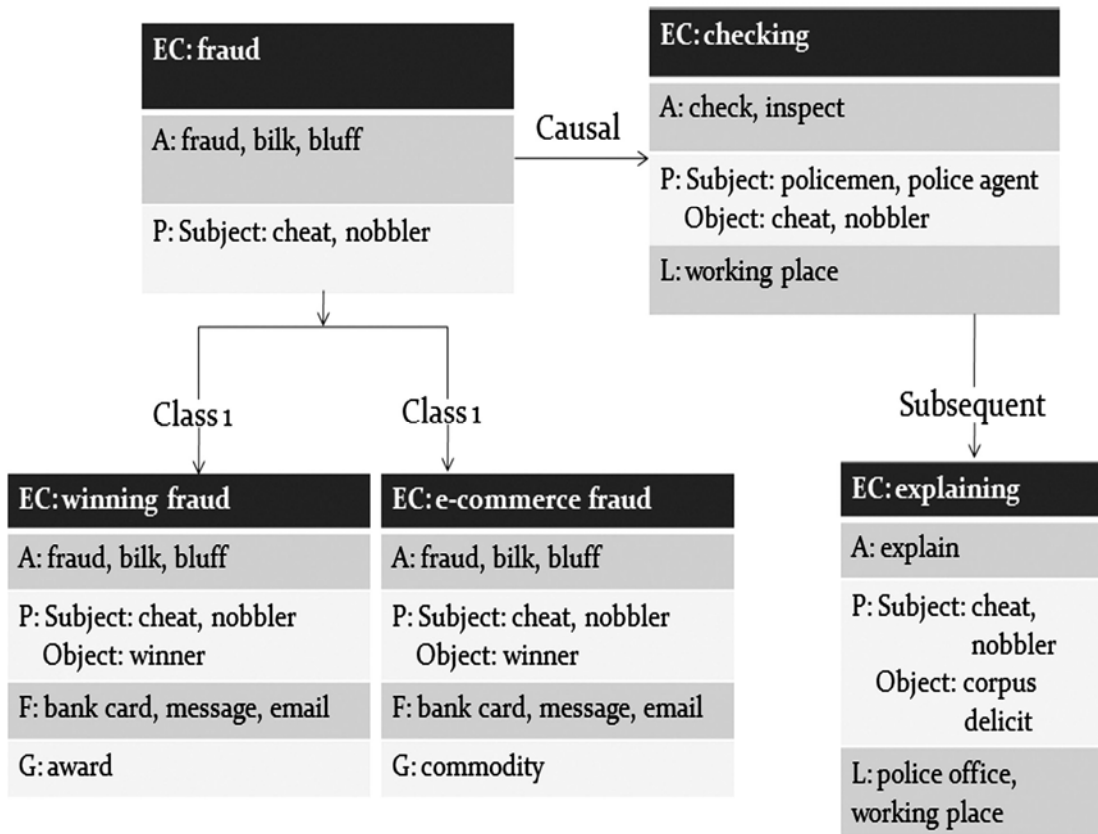 EC: fraud
A: fraud, bilk, bluff
P: Subject: cheat, nobbler
Causal
EC: checking
A: check, inspect
P: Subject: policemen, police agent
Object: cheat, nobbler
L: working place
Class 1
Class 1
Subsequent
EC: winning fraud
A: fraud, bilk, bluff
P: Subject: cheat, nobbler
Object: winner
F: bank card, message, email
G: award
EC: e-commerce fraud
A: fraud, bilk, bluff
P: Subject: cheat, nobbler
Object: winner
F: bank card, message, email
G: commodity
EC: explaining
A: explain
P: Subject: cheat,
nobbler
Object: corpus
delicit
L: police office,
working place